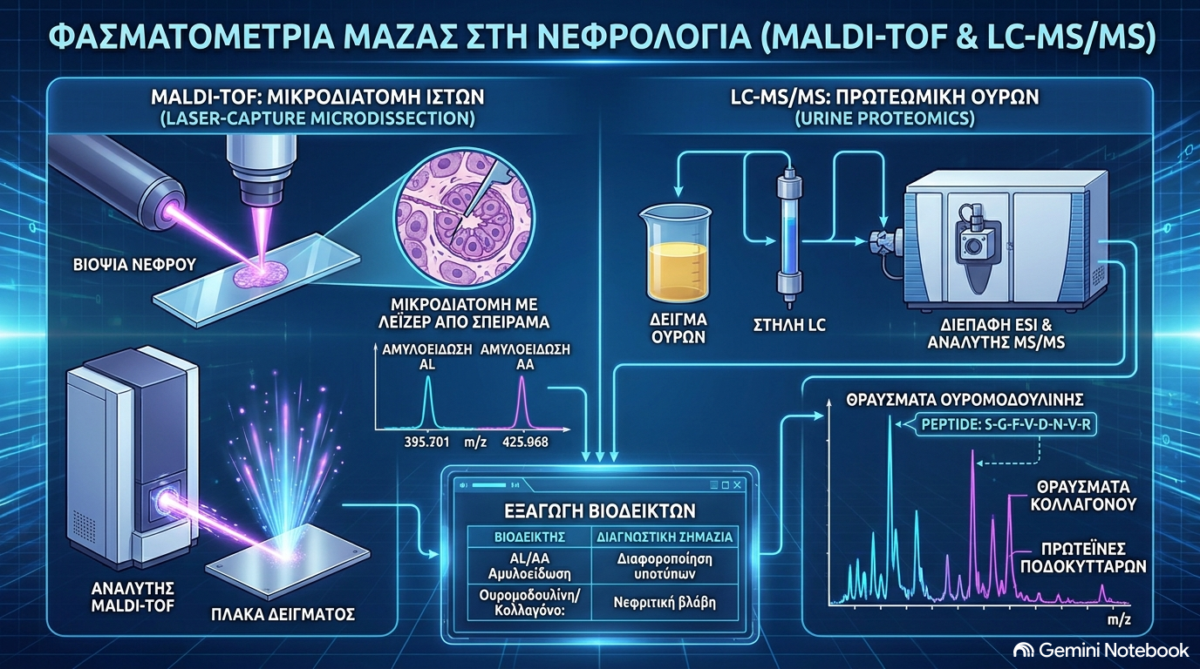 ΦΑΣΜΑΤΟΜΕΤΡΙΑ ΜΑΖΑΣ ΣΤΗ ΝΕΦΡΟΛΟΓΙΑ (MALDI-TOF & LC-MS/MS)
MALDI-TOF: ΜΙΚΡΟΔΙΑΤΟΜΗ ΙΣΤΩΝ
(LASER-CAPTURE MICRODISSECTION)
ΒΙΟΨΙΑ ΝΕΦΡΟΥ
ΜΙΚΡΟΔΙΑΤΟΜΗ ΜΕ
ΛΕΪΖΕΡ ΑΠΟ ΣΠΕΙΡΑΜΑ
ΑΜΥΛΟΕΙΔΩΣΗ
AL
ΑΜΥΛΟΕΙΔΩΣΗ
AA
395.701
m/z
425.968
ΑΝΑΛΥΤΗΣ
MALDI-TOF
ΠΛΑΚΑ ΔΕΙΓΜΑΤΟΣ
LC-MS/MS: ΠΡΩΤΕΩΜΙΚΗ ΟΥΡΩΝ
(URINE PROTEOMICS)
ΔΕΙΓΜΑ
ΟΥΡΩΝ
ΣΤΗΛΗ LC
ΔΙΕΠΑΦΗ ESI &
ΑΝΑΛΥΤΗΣ MS/MS
ΘΡΑΥΣΜΑΤΑ ΟΥΡΟΜΟΔΟΥΛΙΝΗΣ
PEPTIDE: S-G-F-V-D-N-V-R
ΘΡΑΥΣΜΑΤΑ
ΚΟΛΛΑΓΟΝΟΥ
ΠΡΩΤΕΪΝΕΣ
ΠΟΔΟΚΥΤΤΑΡΩΝ
m/z
ΕΞΑΓΩΓΗ ΒΙΟΔΕΙΚΤΩΝ
ΒΙΟΔΕΙΚΤΗΣ
ΔΙΑΓΝΩΣΤΙΚΗ ΖΗΜΑΖΙΑ
AL/AA
Αμυλοείδωση
Διαφοροποίηση
υποτύπων
Ουρομοδουλίνη/
Κολλαγόνο:
Νεφριτική βλάβη
Gemini Notebook